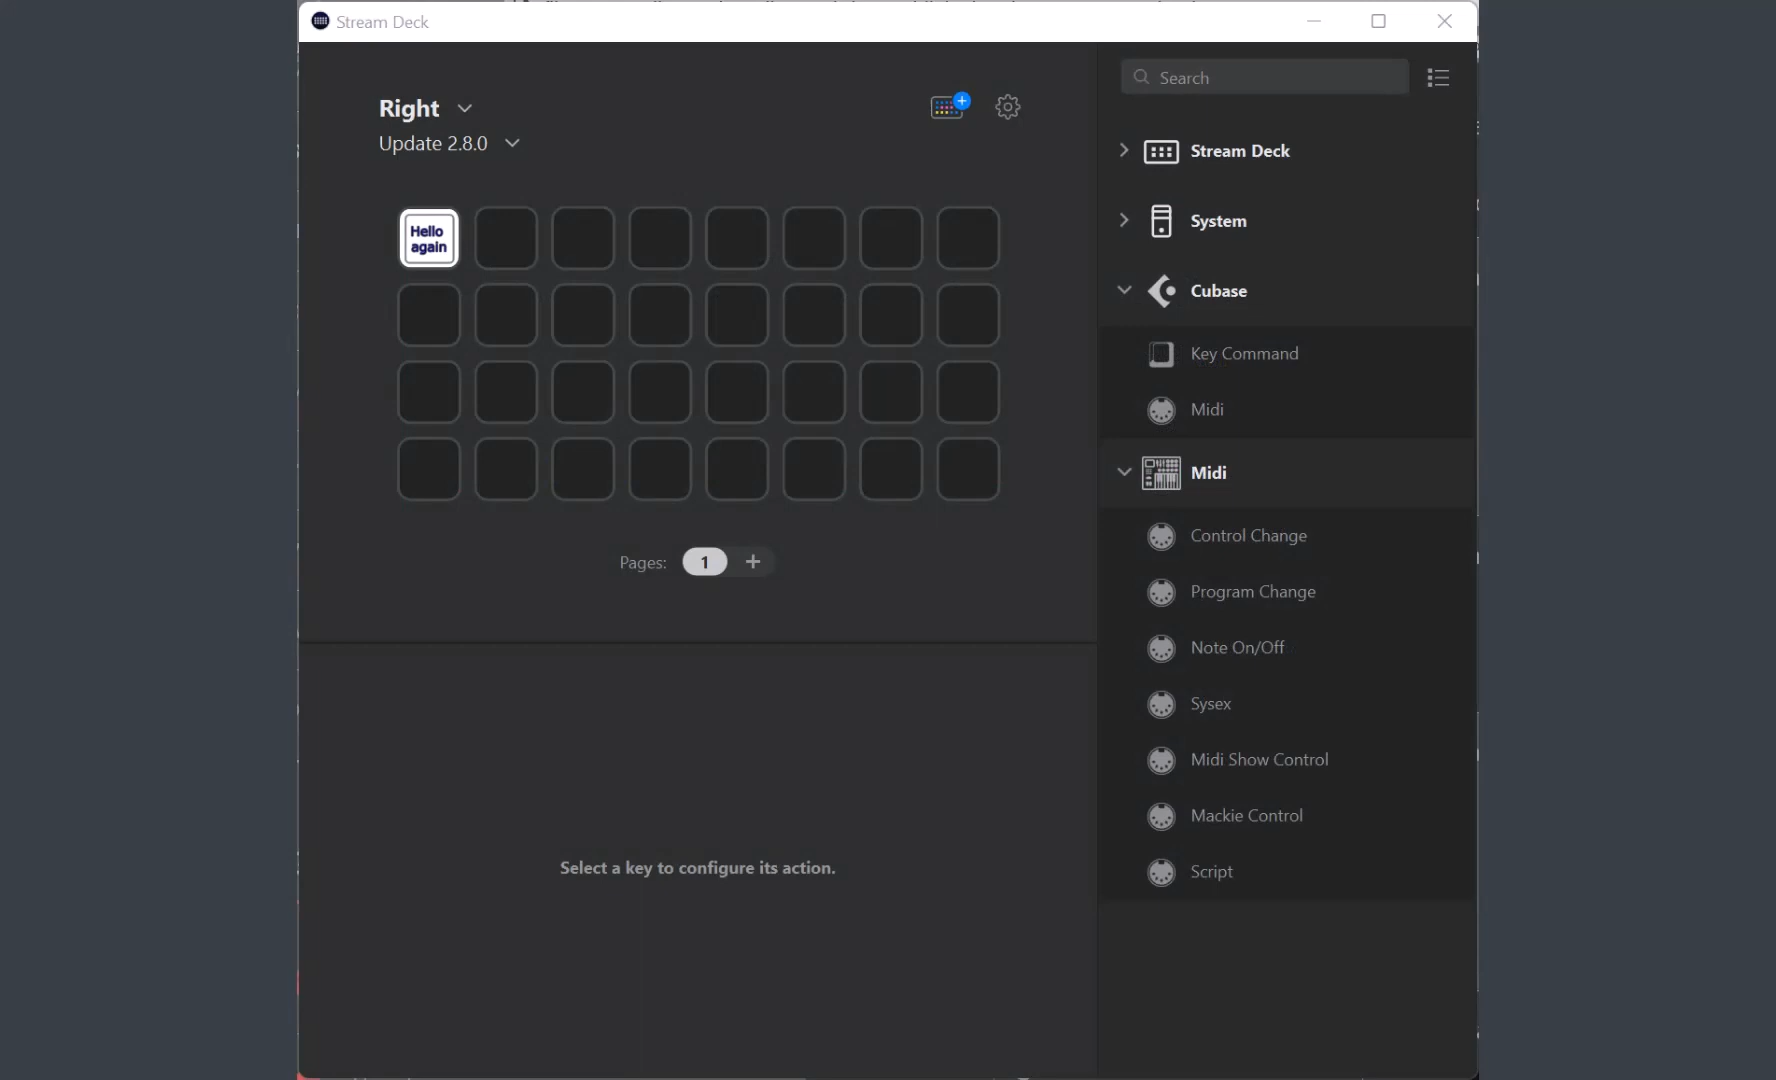 Stream Deck
Search
Right
Update 2.8.0
Stream Deck
Hello
again
System
Cubase
Key Command
Midi
Midi
Control Change
Pages: 1 +
Program Change
Note On/Off
Sysex
Midi Show Control
Mackie Control
Select a key to configure its action.
Script